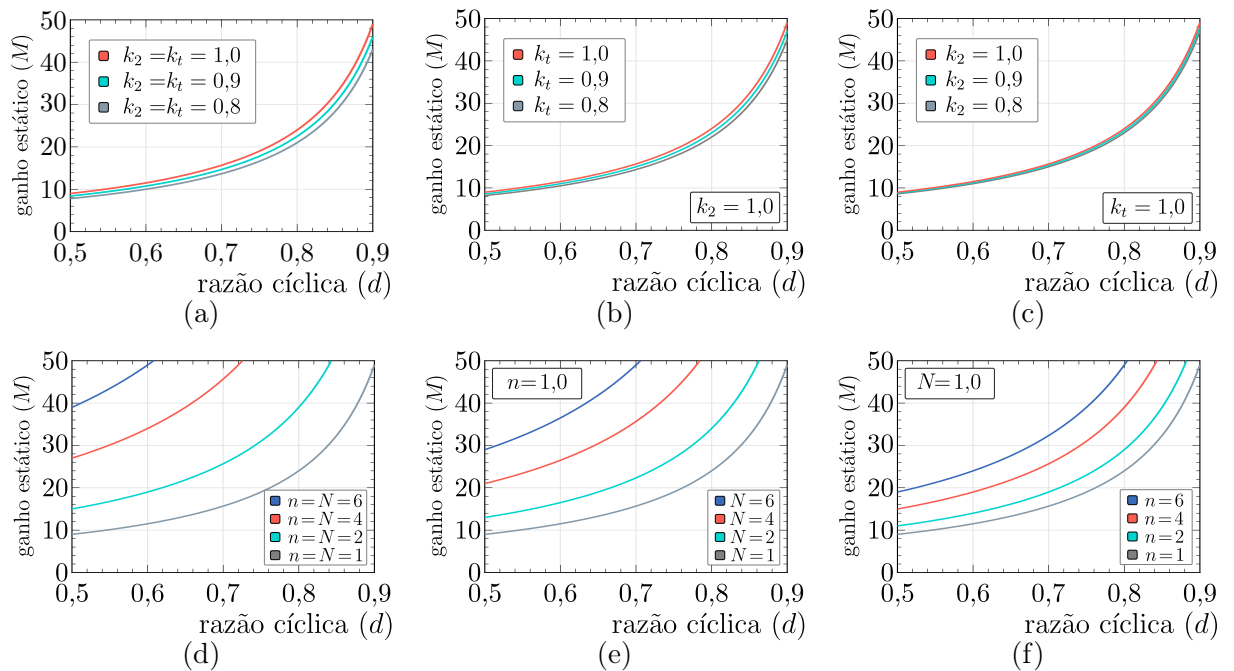 ganho estático (M)
50
40
30
20
10
0
k₂=kₜ = 1,0
k₂=kₜ = 0,9
k₂=kₜ = 0,8
0,5 0,6 0,7 0,8 0,9
razão cíclica (d)
(a)
ganho estático (M)
50
40
30
20
10
0
kₜ = 1,0
kₜ = 0,9
kₜ = 0,8
k₂ = 1,0
0,5 0,6 0,7 0,8 0,9
razão cíclica (d)
(b)
ganho estático (M)
50
40
30
20
10
0
k₂ = 1,0
k₂ = 0,9
k₂ = 0,8
kₜ = 1,0
0,5 0,6 0,7 0,8 0,9
razão cíclica (d)
(c)
ganho estático (M)
50
40
30
20
10
0
n=N=6
n=N=4
n=N=2
n=N=1
0,5 0,6 0,7 0,8 0,9
razão cíclica (d)
(d)
ganho estático (M)
50
40
30
20
10
0
n=1,0
N=6
N=4
N=2
N=1
0,5 0,6 0,7 0,8 0,9
razão cíclica (d)
(e)
ganho estático (M)
50
40
30
20
10
0
N=1,0
n=6
n=4
n=2
n=1
0,5 0,6 0,7 0,8 0,9
razão cíclica (d)
(f)